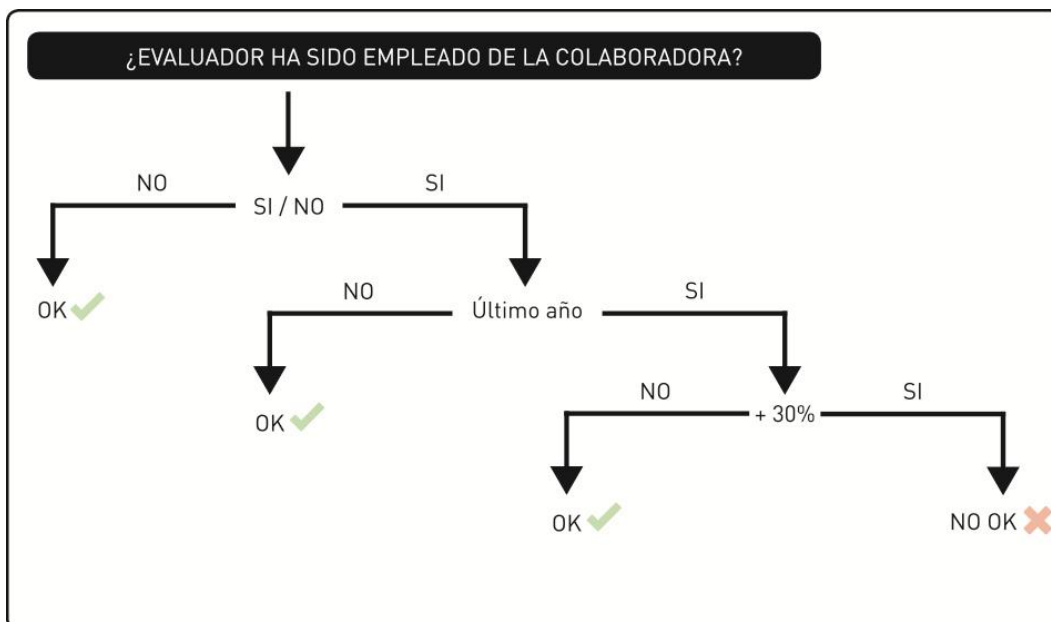 ¿EVALUADOR HA SIDO EMPLEADO DE LA COLABORADORA?
NO
SI
SI / NO
OK
NO
SI
Último año
OK
NO
SI
+ 30%
OK
NO OK